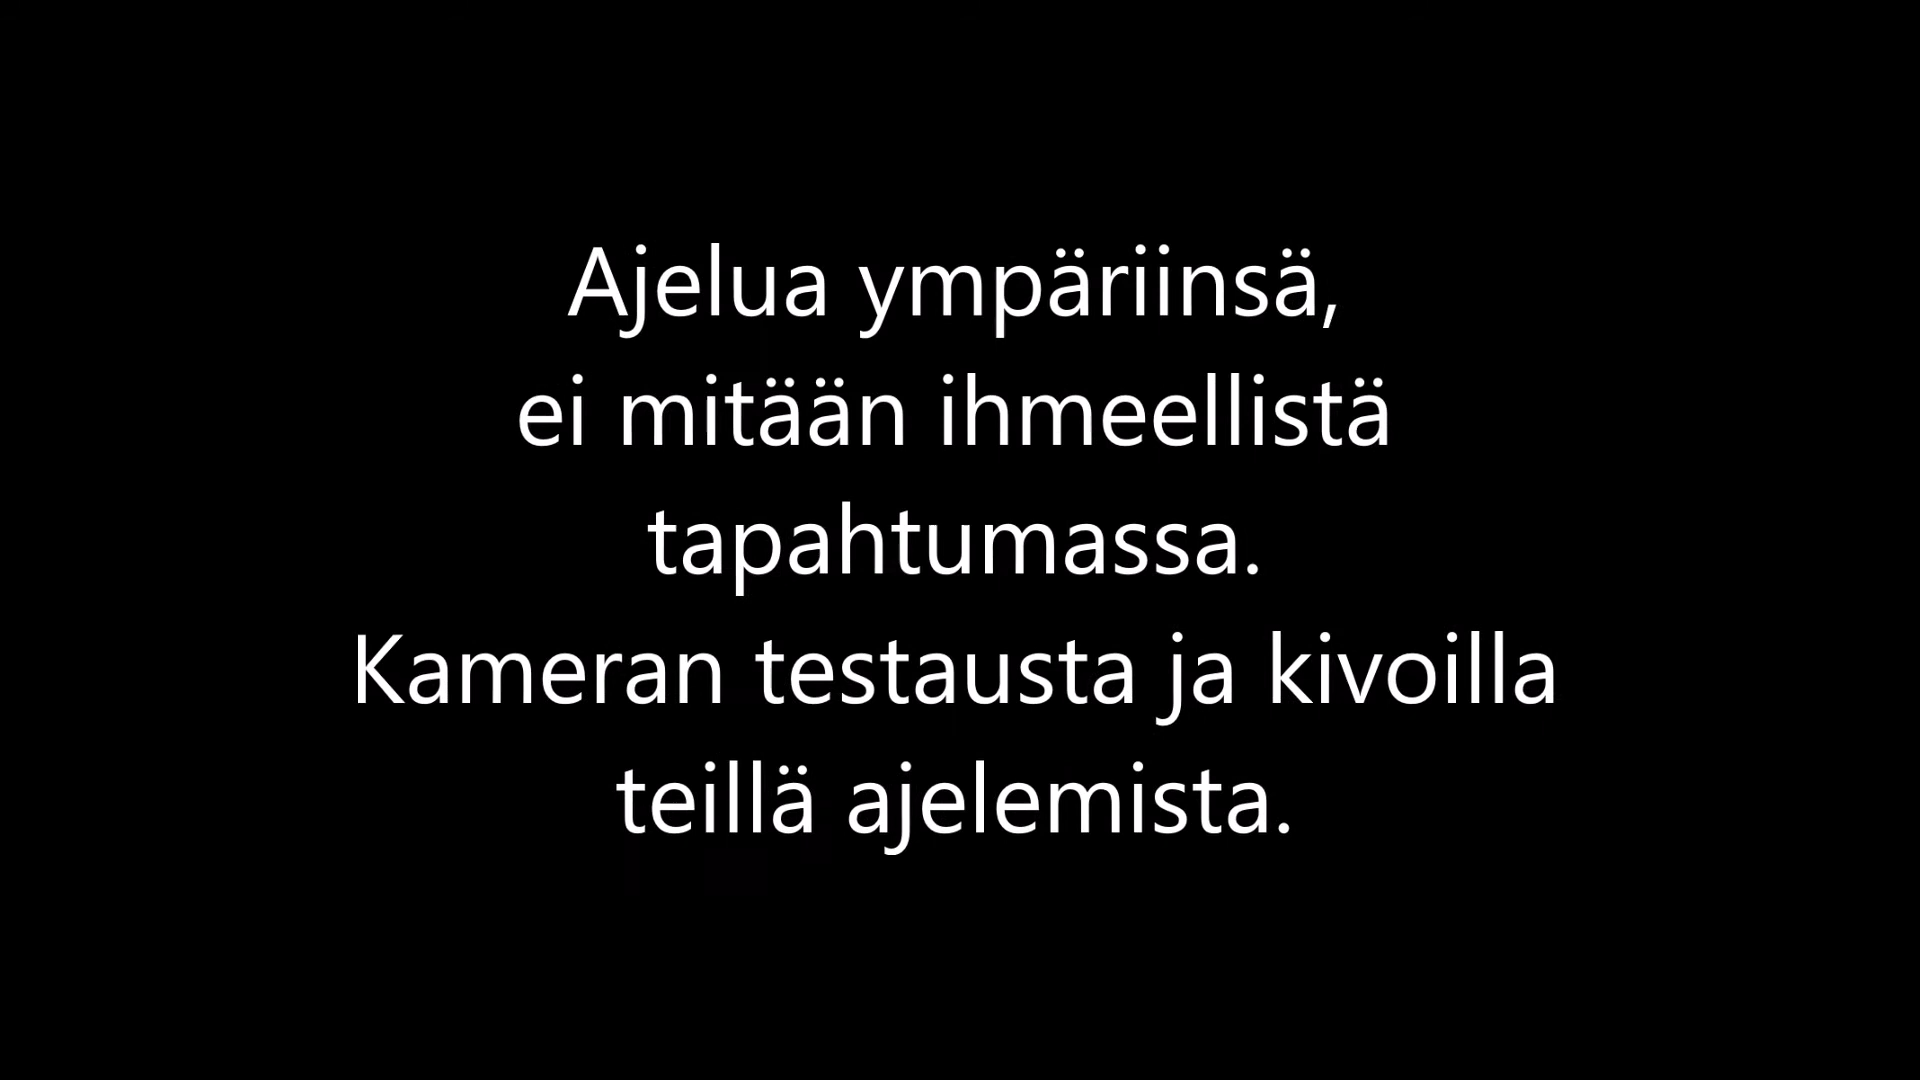 Ajelua ympäriinsä,
ei mitään ihmeellistä
tapahtumassa.
Kameran testausta ja kivoilla
teillä ajelemista.